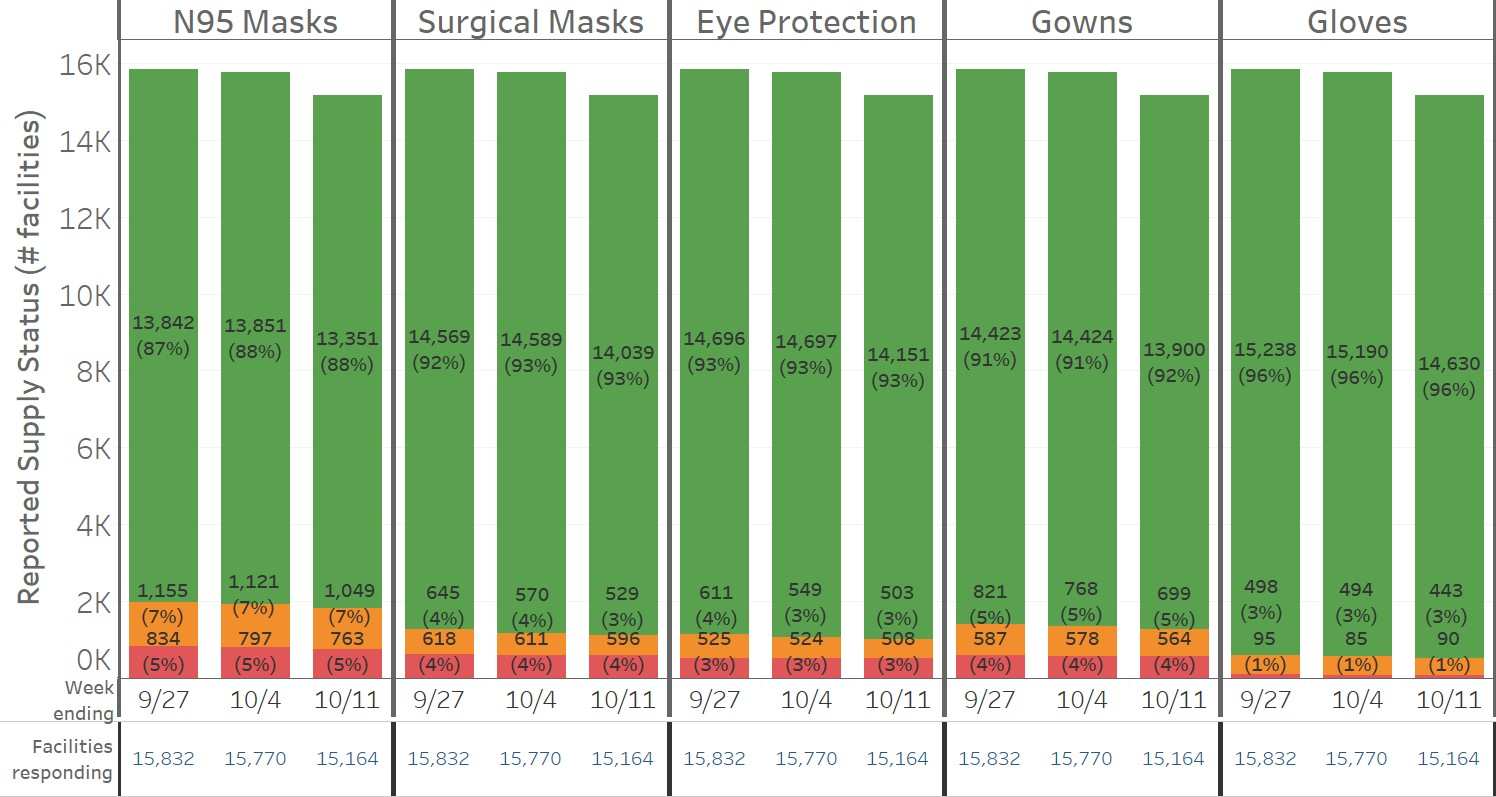 N95 Masks Surgical Masks Eye Protection Gowns Gloves
Reported Supply Status (# facilities)
16K
14K
12K
10K
8K
6K
4K
2K
0K
13,842 13,851 13,351 14,569 14,589 14,039 14,696 14,697 14,151 14,423 14,424 13,900 15,238 15,190 14,630
(87%) (88%) (88%) (92%) (93%) (93%) (93%) (93%) (93%) (91%) (91%) (92%) (96%) (96%) (96%)
1,155 1,121 1,049 645 570 529 611 549 503 821 768 699 498 494 443
(7%) (7%) (7%) (4%) (4%) (3%) (4%) (3%) (3%) (5%) (5%) (5%) (3%) (3%) (3%)
834 797 763 618 611 596 525 524 508 587 578 564 95 85 90
(5%) (5%) (5%) (4%) (4%) (4%) (3%) (3%) (3%) (4%) (4%) (4%) (1%) (1%) (1%)
Week
ending
9/27 10/4 10/11 9/27 10/4 10/11 9/27 10/4 10/11 9/27 10/4 10/11 9/27 10/4 10/11
Facilities
responding
15,832 15,770 15,164 15,832 15,770 15,164 15,832 15,770 15,164 15,832 15,770 15,164 15,832 15,770 15,164